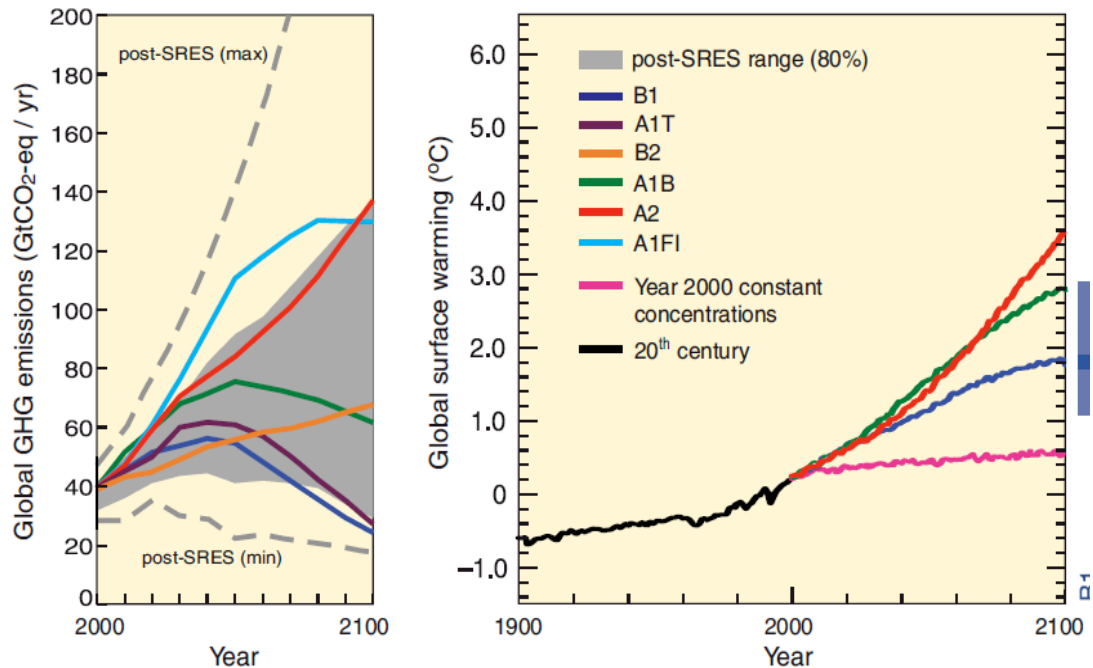 200
180
160
140
120
100
80
60
40
20
0
Global GHG emissions (GtCO₂-eq / yr)
post-SRES (max)
post-SRES (min)
2000
2100
Year
6.0
5.0
4.0
3.0
2.0
1.0
0
−1.0
Global surface warming (ºC)
post-SRES range (80%)
B1
A1T
B2
A1B
A2
A1FI
Year 2000 constant
concentrations
20th century
1900
2000
2100
Year
B1